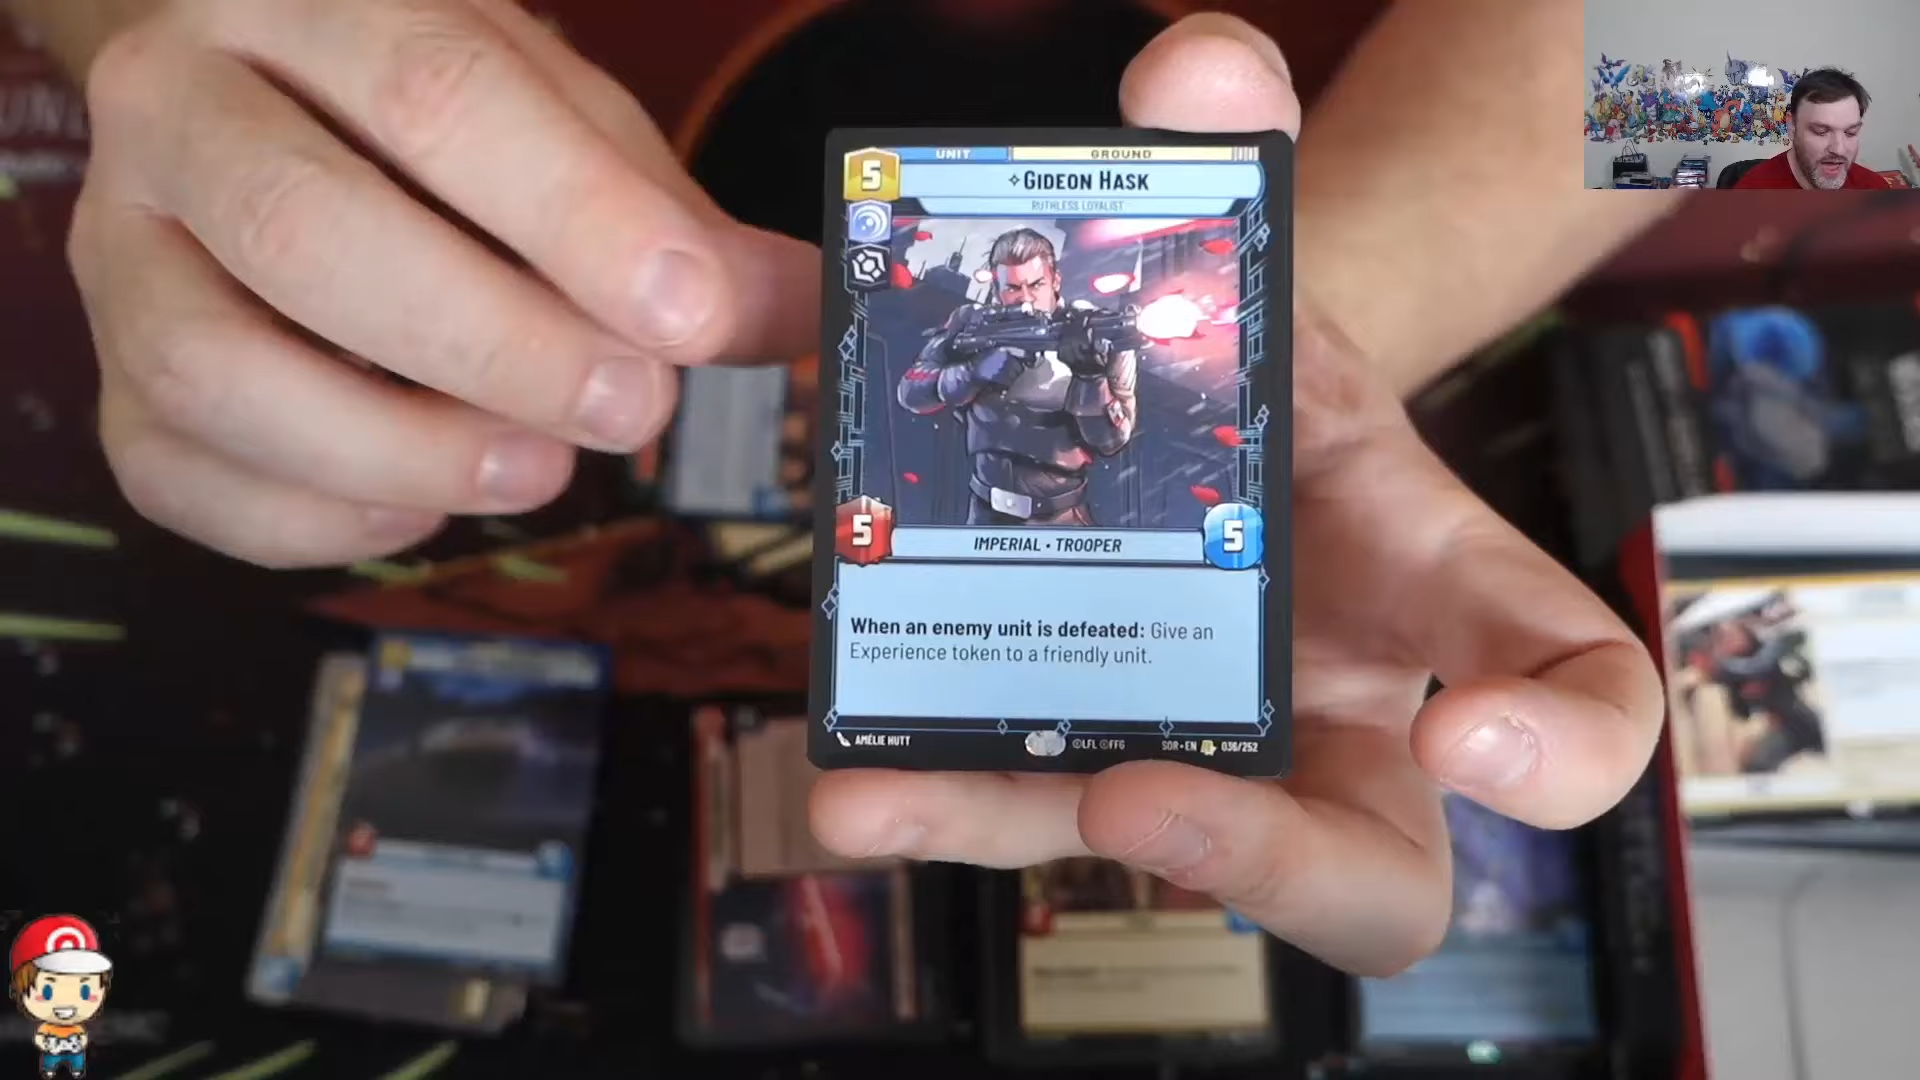 UNIT
GROUND
5
GIDEON HASK
RUTHLESS LOYALIST
5
5
IMPERIAL • TROOPER
When an enemy unit is defeated: Give an
Experience token to a friendly unit.
AMÉLIE HUTT
©LFL ©FFG
SOR • EN
036/252